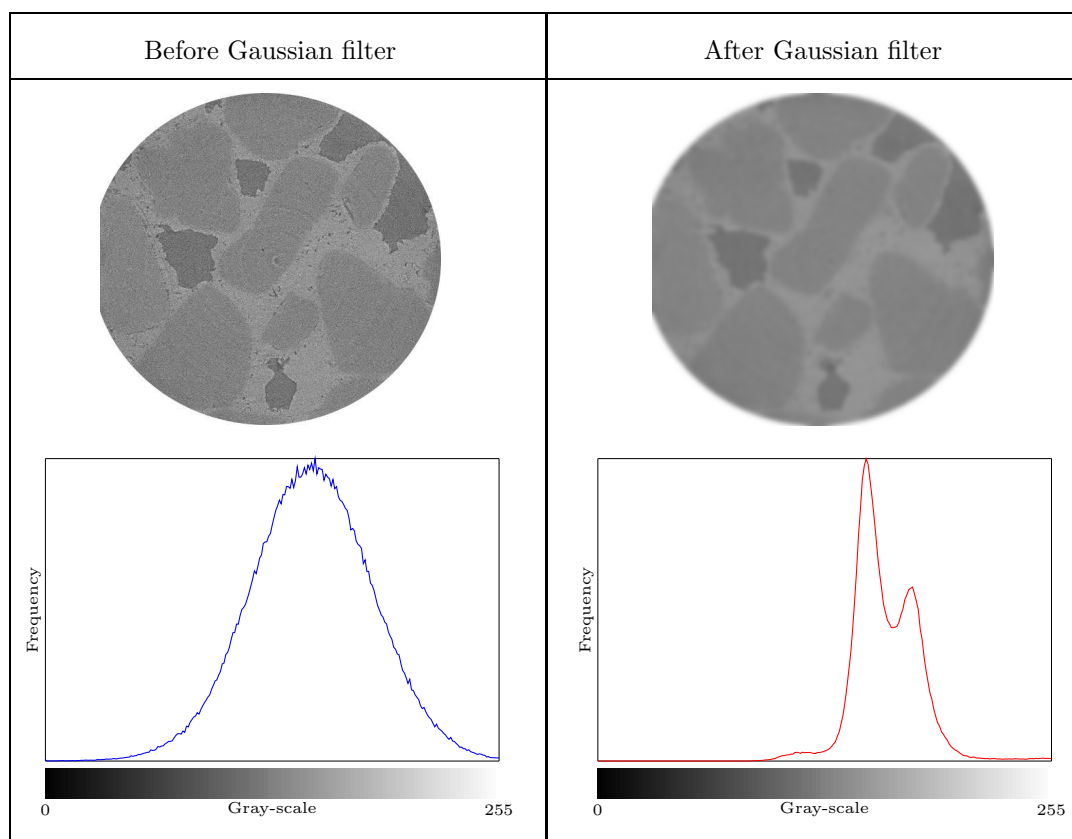 Before Gaussian filter
After Gaussian filter
Frequency
0
Gray-scale
255
Frequency
0
Gray-scale
255